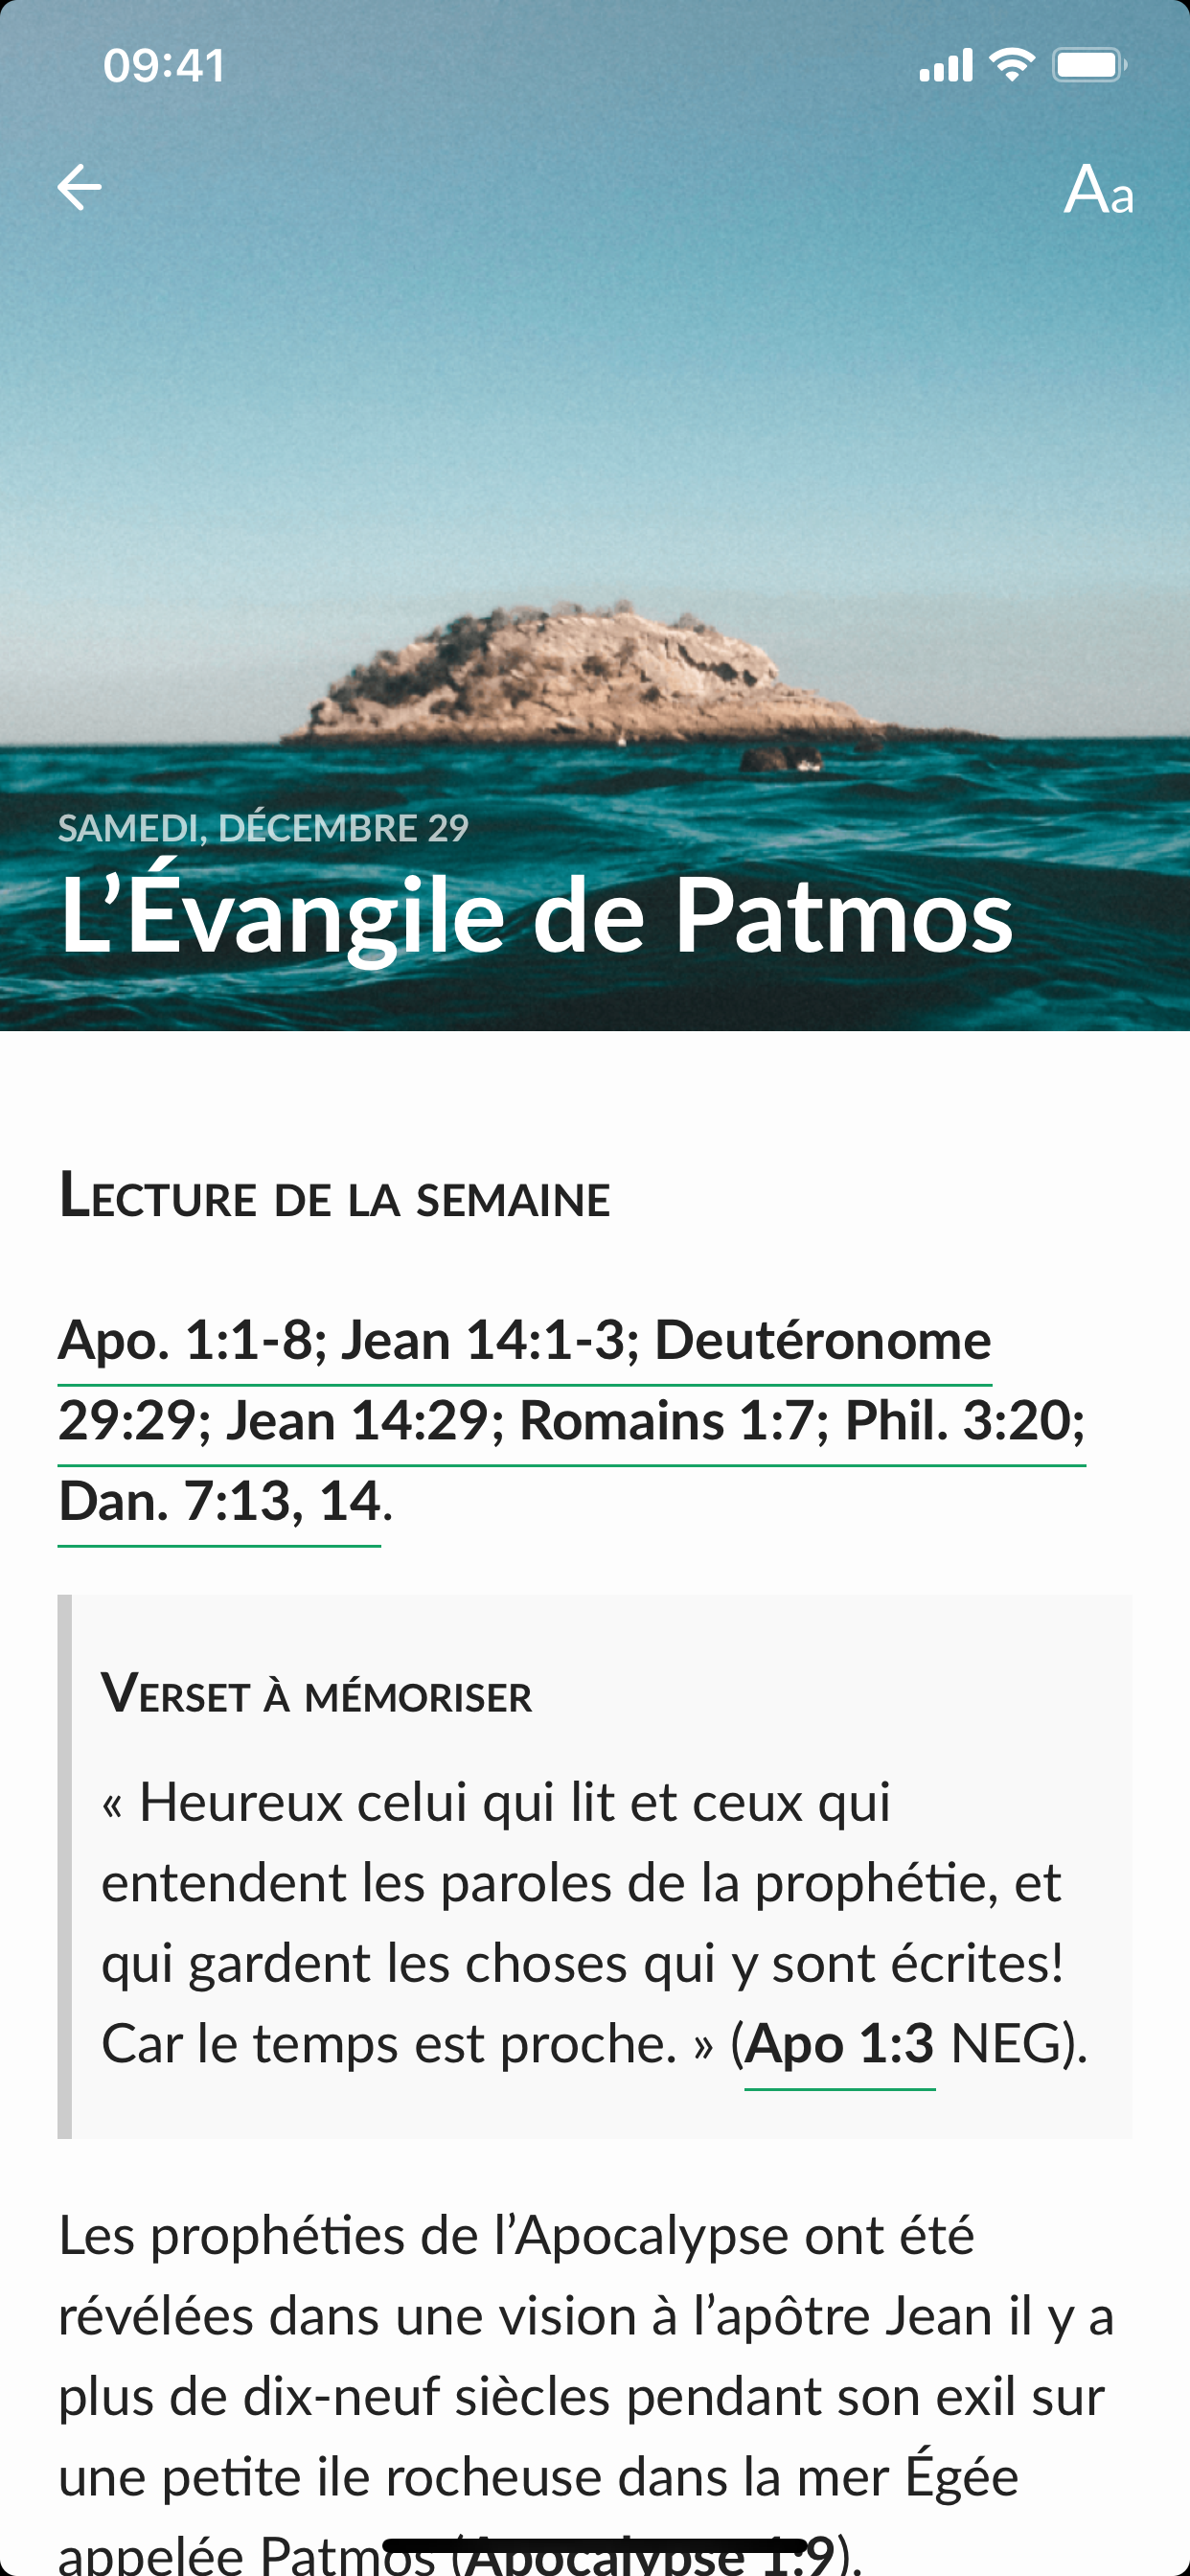 09:41
Aa
SAMEDI, DÉCEMBRE 29
L’Évangile de Patmos
Lecture de la semaine
Apo. 1:1-8; Jean 14:1-3; Deutéronome
29:29; Jean 14:29; Romains 1:7; Phil. 3:20;
Dan. 7:13, 14.
Verset à mémoriser
« Heureux celui qui lit et ceux qui
entendent les paroles de la prophétie, et
qui gardent les choses qui y sont écrites!
Car le temps est proche. » (Apo 1:3 NEG).
Les prophéties de l’Apocalypse ont été
révélées dans une vision à l’apôtre Jean il y a
plus de dix-neuf siècles pendant son exil sur
une petite ile rocheuse dans la mer Égée
appelée Patmos (Apocalypse 1:9).